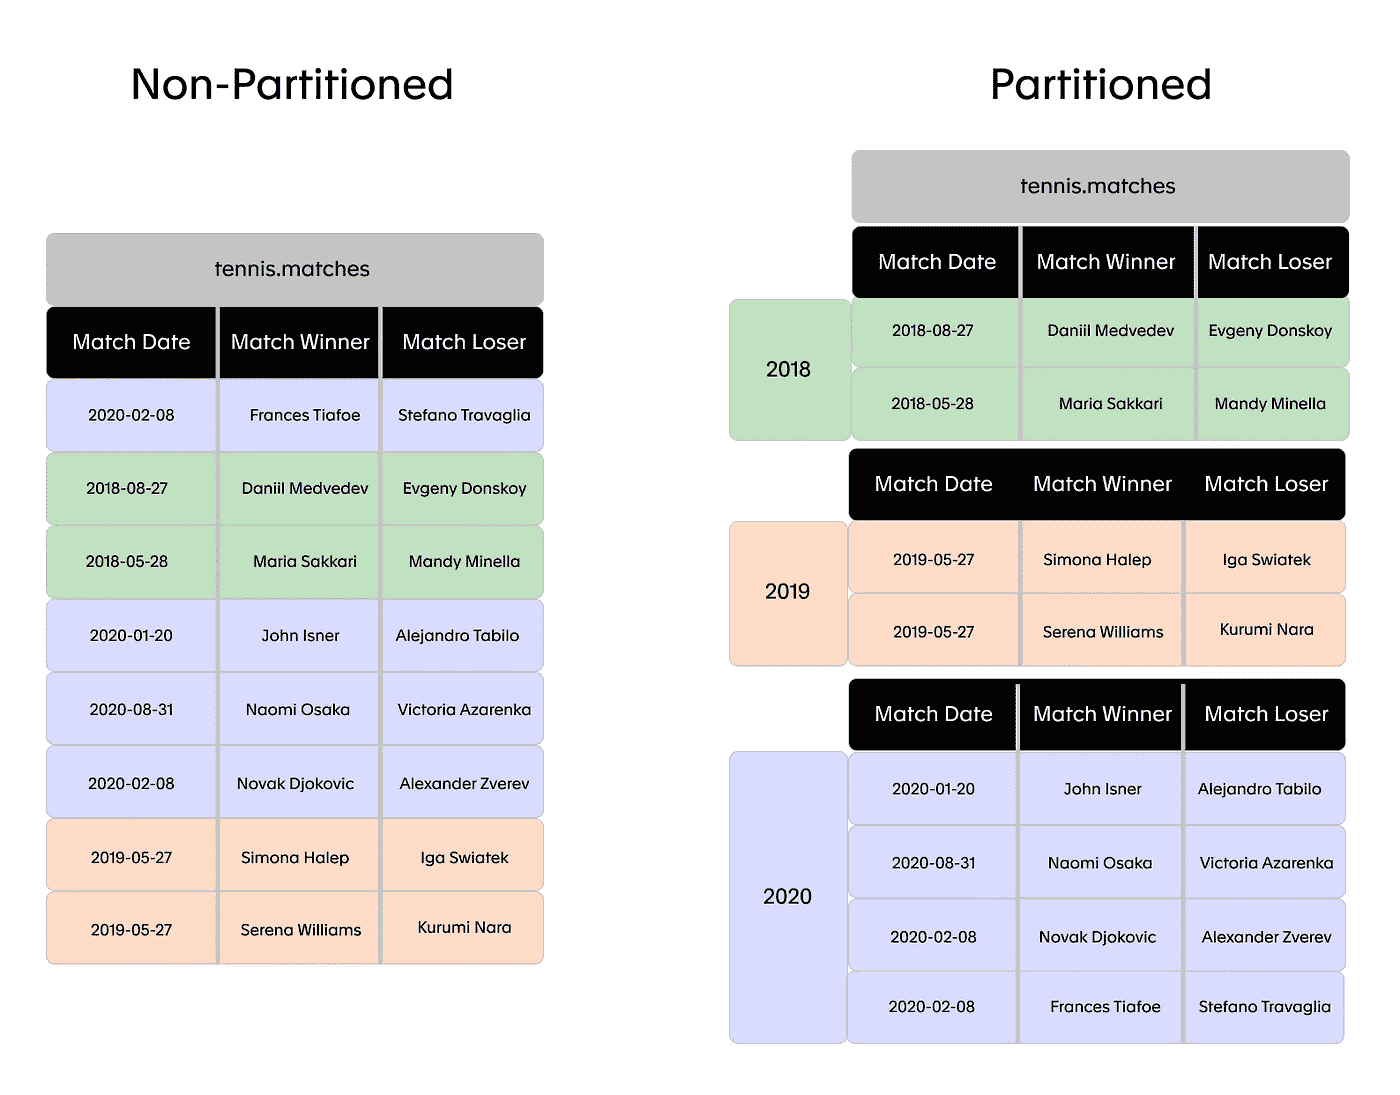 Non-Partitioned
tennis.matches
Match Date Match Winner Match Loser
2020-02-08 Frances Tiafoe Stefano Travaglia
2018-08-27 Daniil Medvedev Evgeny Donskoy
2018-05-28 Maria Sakkari Mandy Minella
2020-01-20 John Isner Alejandro Tabilo
2020-08-31 Naomi Osaka Victoria Azarenka
2020-02-08 Novak Djokovic Alexander Zverev
2019-05-27 Simona Halep Iga Swiatek
2019-05-27 Serena Williams Kurumi Nara
Partitioned
tennis.matches
Match Date Match Winner Match Loser
2018
2018-08-27 Daniil Medvedev Evgeny Donskoy
2018-05-28 Maria Sakkari Mandy Minella
Match Date Match Winner Match Loser
2019
2019-05-27 Simona Halep Iga Swiatek
2019-05-27 Serena Williams Kurumi Nara
Match Date Match Winner Match Loser
2020
2020-01-20 John Isner Alejandro Tabilo
2020-08-31 Naomi Osaka Victoria Azarenka
2020-02-08 Novak Djokovic Alexander Zverev
2020-02-08 Frances Tiafoe Stefano Travaglia